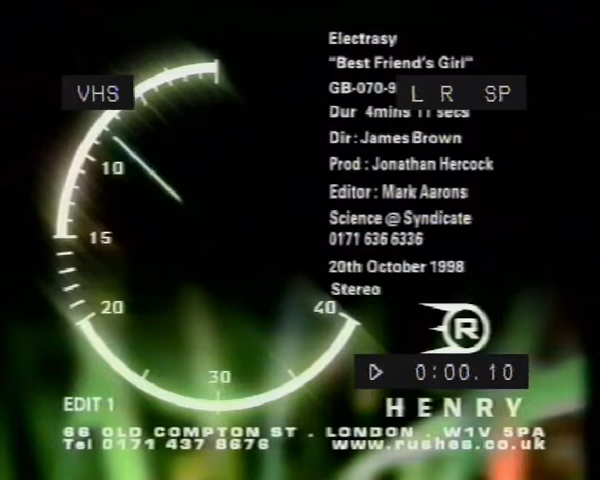 Electrasy
"Best Friend's Girl"
GB-070-9
VHS
L R SP
Dur 4mins 11 secs
Dir: James Brown
10
Prod: Jonathan Hercock
Editor: Mark Aarons
Science @ Syndicate
15
0171 636 6336
20th October 1998
Stereo
20
40
R
30
▷ 0:00.10
EDIT 1
HENRY
66 OLD COMPTON ST . LONDON . W1V 5PA
Tel 0171 437 8676 www.rushes.co.uk